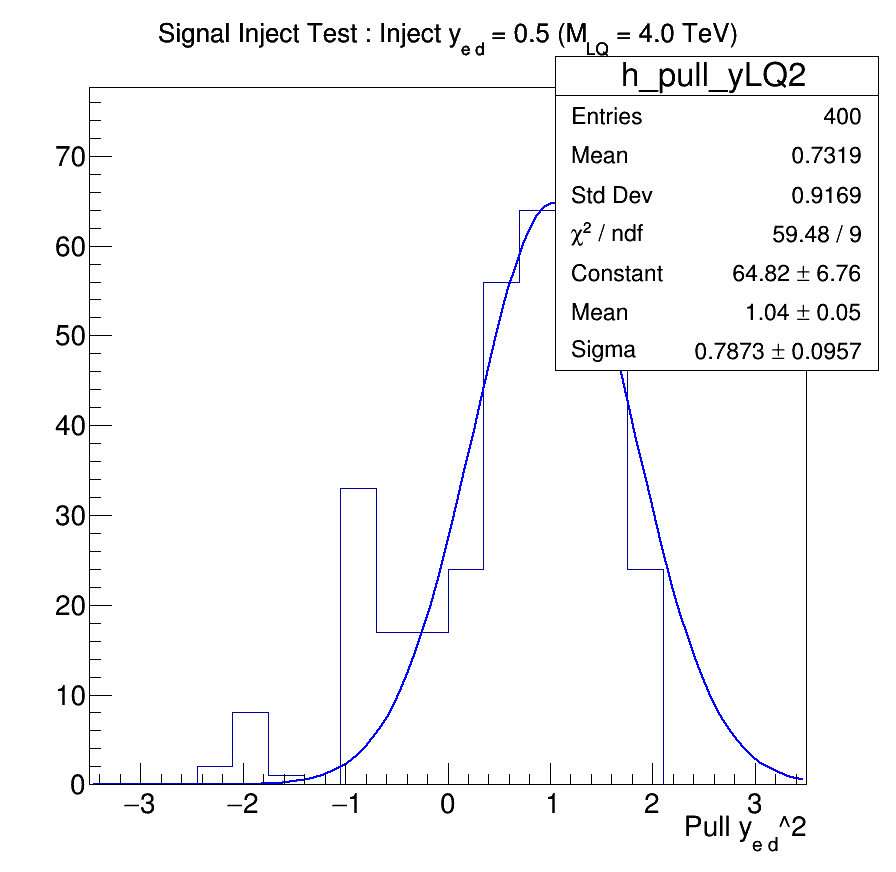 Signal Inject Test : Inject y_{e d} = 0.5 (M_{LQ} = 4.0 TeV)
h_pull_yLQ2
Entries 400
Mean 0.7319
Std Dev 0.9169
χ² / ndf 59.48 / 9
Constant 64.82 ± 6.76
Mean 1.04 ± 0.05
Sigma 0.7873 ± 0.0957
70
60
50
40
30
20
10
0
−3 −2 −1 0 1 2 3
Pull y_{e d}^2